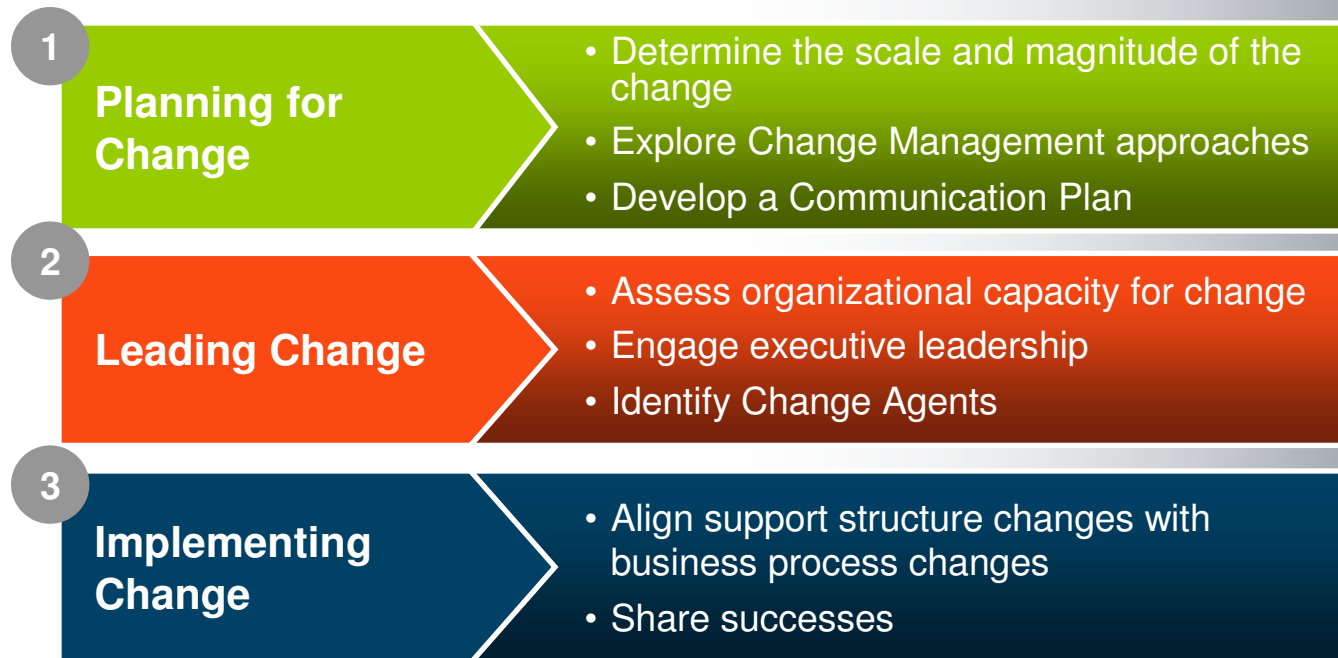 1
Planning for
Change
• Determine the scale and magnitude of the
change
• Explore Change Management approaches
• Develop a Communication Plan
2
Leading Change
• Assess organizational capacity for change
• Engage executive leadership
• Identify Change Agents
3
Implementing
Change
• Align support structure changes with
business process changes
• Share successes